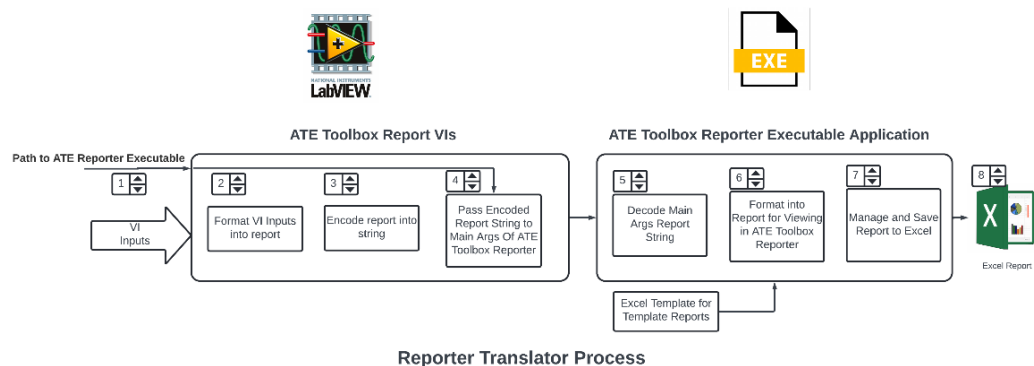 NATIONAL INSTRUMENTS
LabVIEW
EXE
ATE Toolbox Report VIs
ATE Toolbox Reporter Executable Application
Path to ATE Reporter Executable
1
2
3
4
5
6
7
8
VI
Inputs
Format VI Inputs
into report
Encode report into
string
Pass Encoded
Report String to
Main Args Of ATE
Toolbox Reporter
Decode Main
Args Report
String
Format into
Report for Viewing
in ATE Toolbox
Reporter
Manage and Save
Report to Excel
X
Excel Report
Excel Template for
Template Reports
Reporter Translator Process